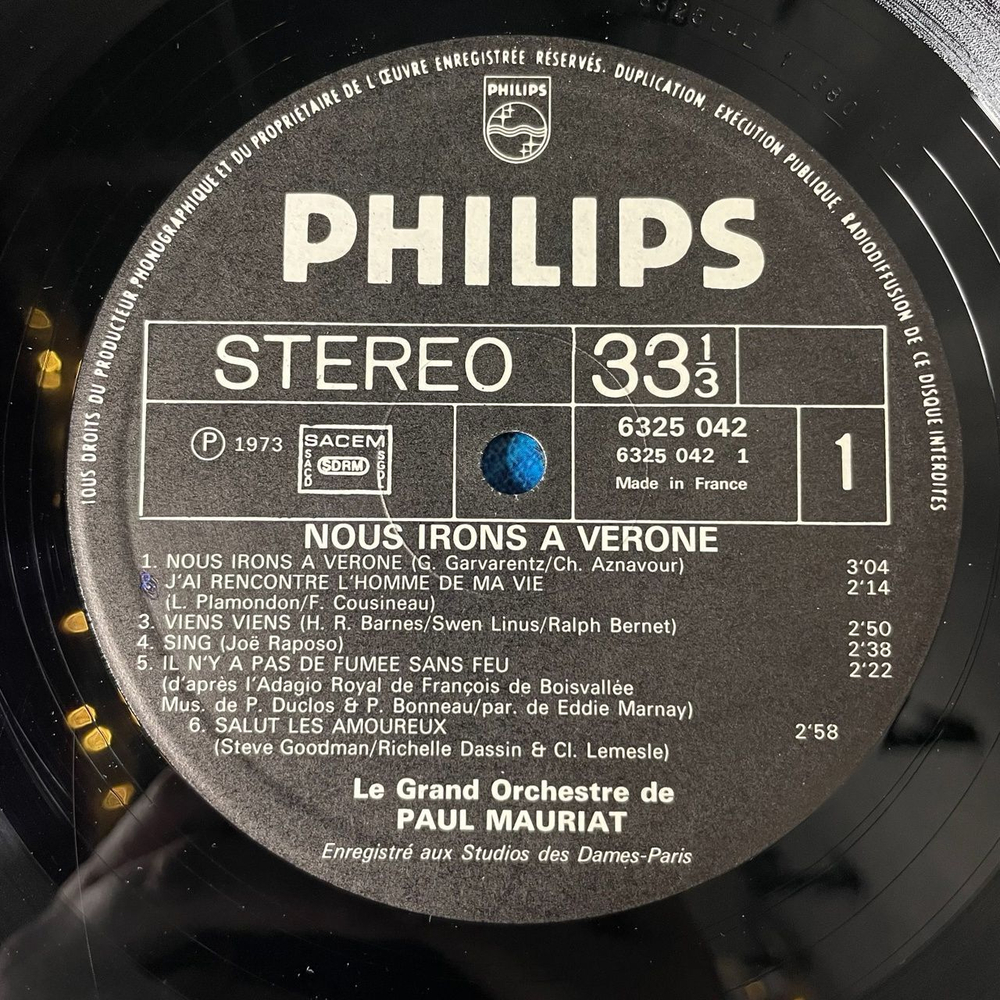 TOUS DROITS DU PRODUCTEUR PHONOGRAPHIQUE ET DU PROPRIÉTAIRE DE L'ŒUVRE ENREGISTRÉE RÉSERVÉS. DUPLICATION, EXÉCUTION PUBLIQUE, RADIODIFFUSION DE CE DISQUE INTERDITES
PHILIPS
PHILIPS
STEREO 33 1/3
Ⓟ 1973
SACEM
SACD SDRM SGDL
6325 042
6325 042 1
Made in France
1
NOUS IRONS A VERONE
1. NOUS IRONS A VERONE (G. Garvarentz/Ch. Aznavour) 3'04
J'AI RENCONTRE L'HOMME DE MA VIE 2'14
(L. Plamondon/F. Cousineau)
3. VIENS VIENS (H. R. Barnes/Swen Linus/Ralph Bernet) 2'50
4. SING (Joë Raposo) 2'38
5. IL N'Y A PAS DE FUMEE SANS FEU 2'22
(d'après l'Adagio Royal de François de Boisvallée
Mus. de P. Duclos & P. Bonneau/par. de Eddie Marnay)
6. SALUT LES AMOUREUX 2'58
(Steve Goodman/Richelle Dassin & Cl. Lemesle)
Le Grand Orchestre de
PAUL MAURIAT
Enregistré aux Studios des Dames-Paris